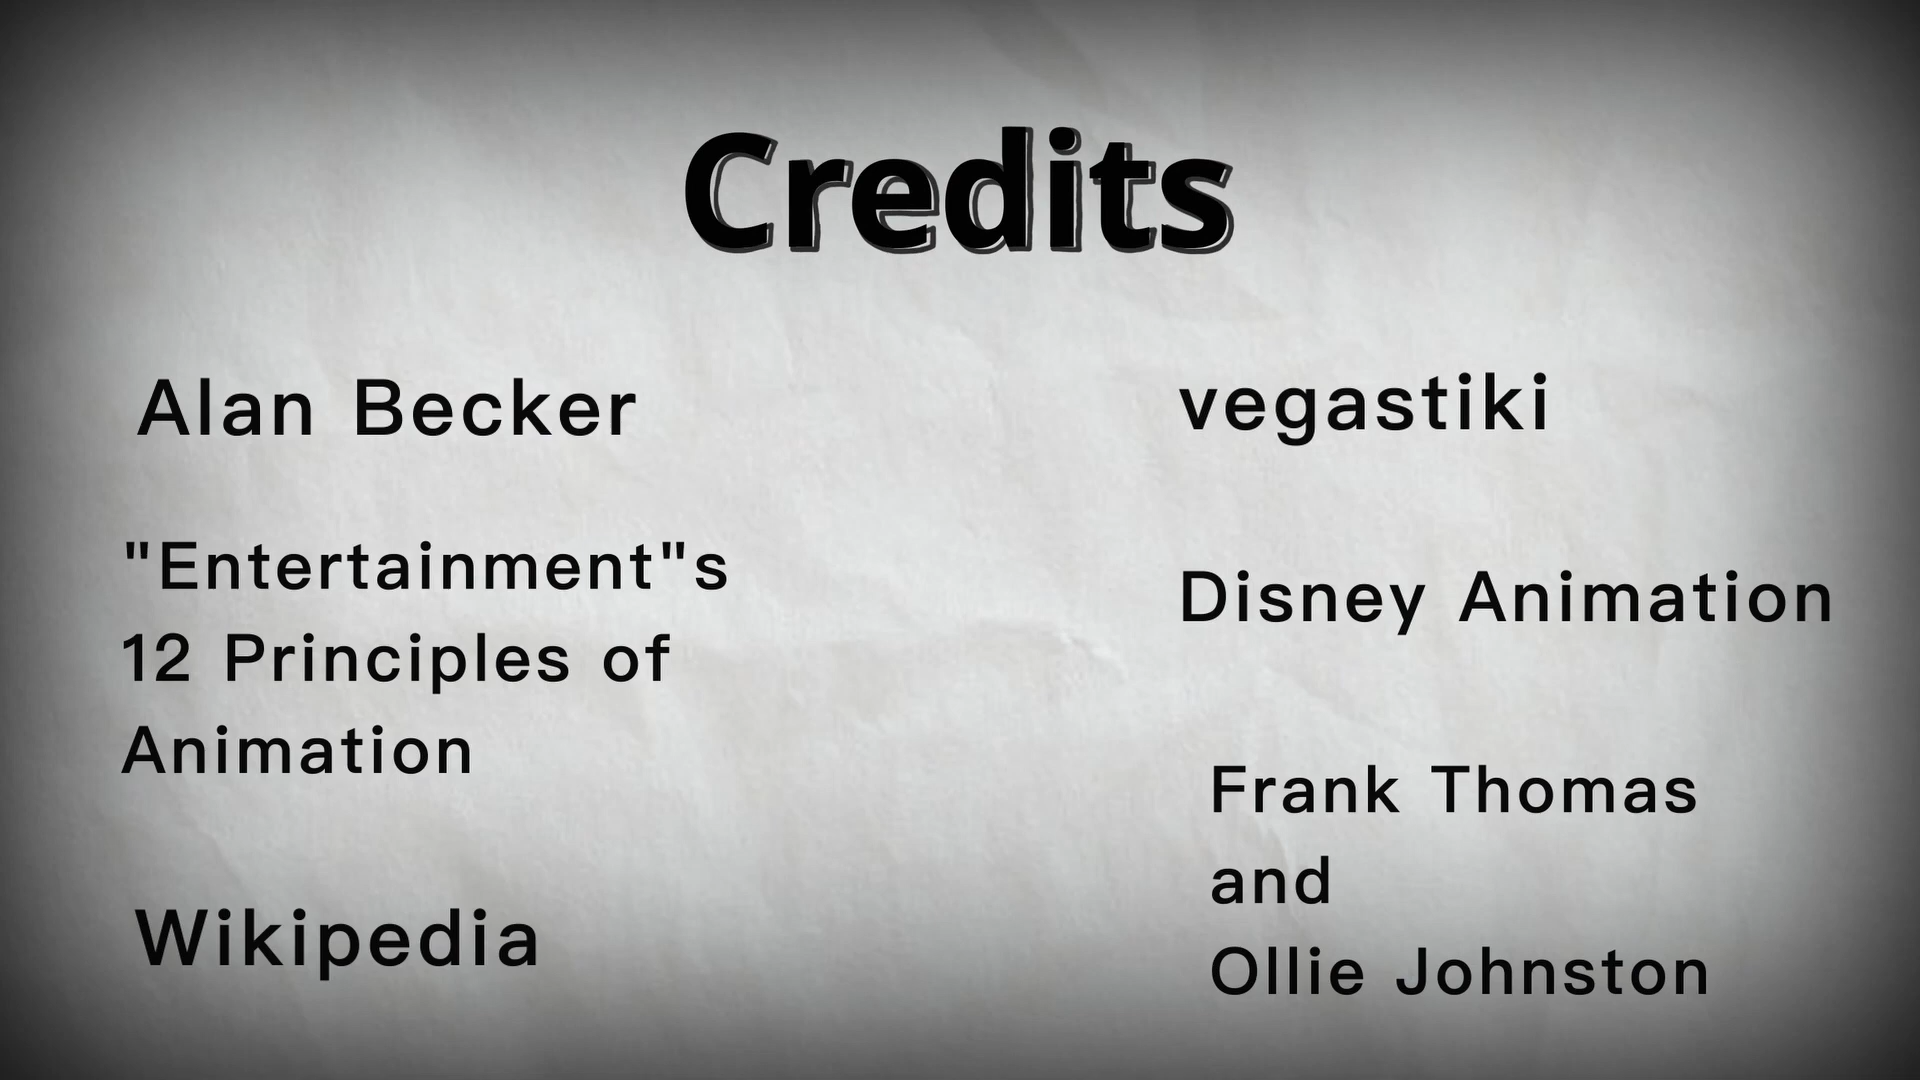 Credits
Alan Becker
"Entertainment"s
12 Principles of
Animation
Wikipedia
vegastiki
Disney Animation
Frank Thomas
and
Ollie Johnston